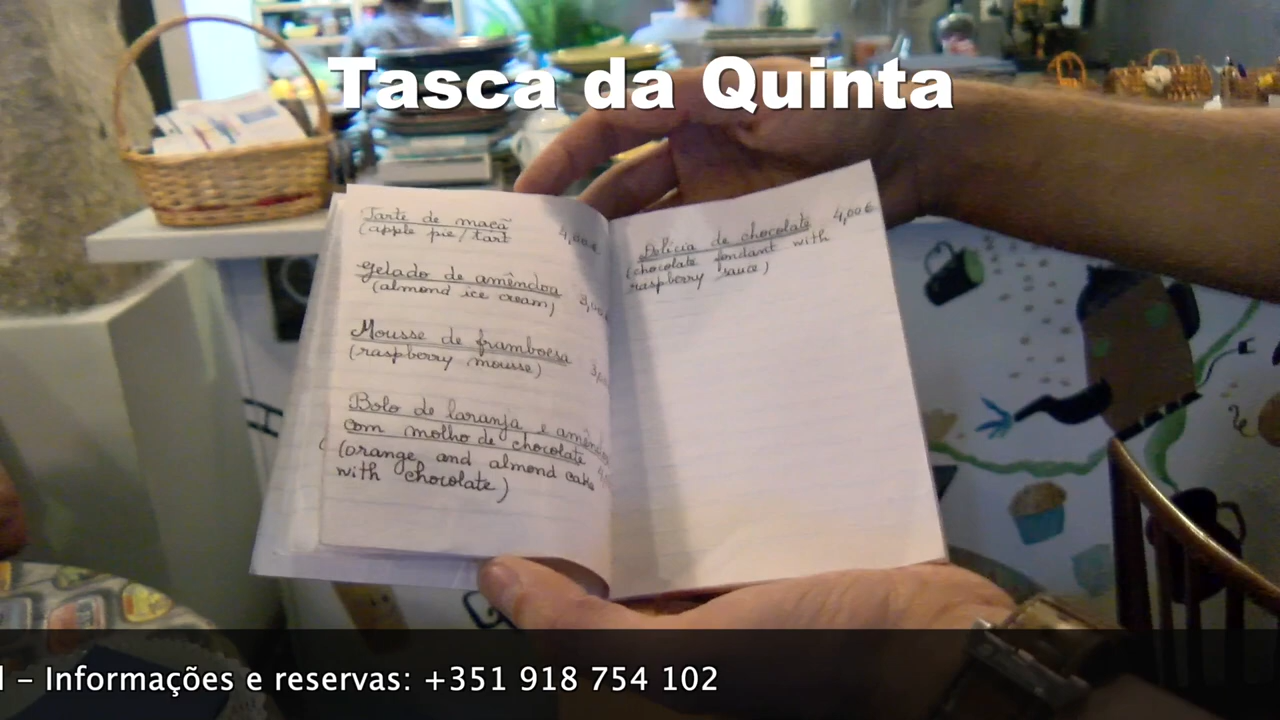 Tasca da Quinta
Tarte de maçã 4,00€
(apple pie/tart
Gelado de amêndoa
(almond ice cream)
Mousse de framboesa
(raspberry mousse)
Bolo de laranja e
com molho de chocolate
(orange and almond cake
with chocolate)
Delícia de chocolate 4,00€
(chocolate fondant with
raspberry sauce)
– Informações e reservas: +351 918 754 102